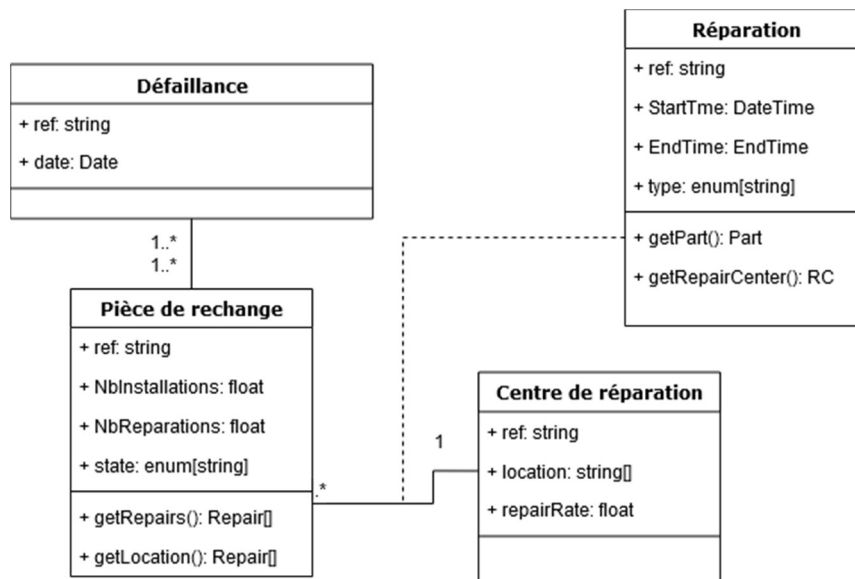 Défaillance
+ ref: string
+ date: Date
1..*
1..*
Pièce de rechange
+ ref: string
+ NbInstallations: float
+ NbReparations: float
+ state: enum[string]
+ getRepairs(): Repair[]
+ getLocation(): Repair[]
.*
1
Réparation
+ ref: string
+ StartTme: DateTime
+ EndTime: EndTime
+ type: enum[string]
+ getPart(): Part
+ getRepairCenter(): RC
Centre de réparation
+ ref: string
+ location: string[]
+ repairRate: float